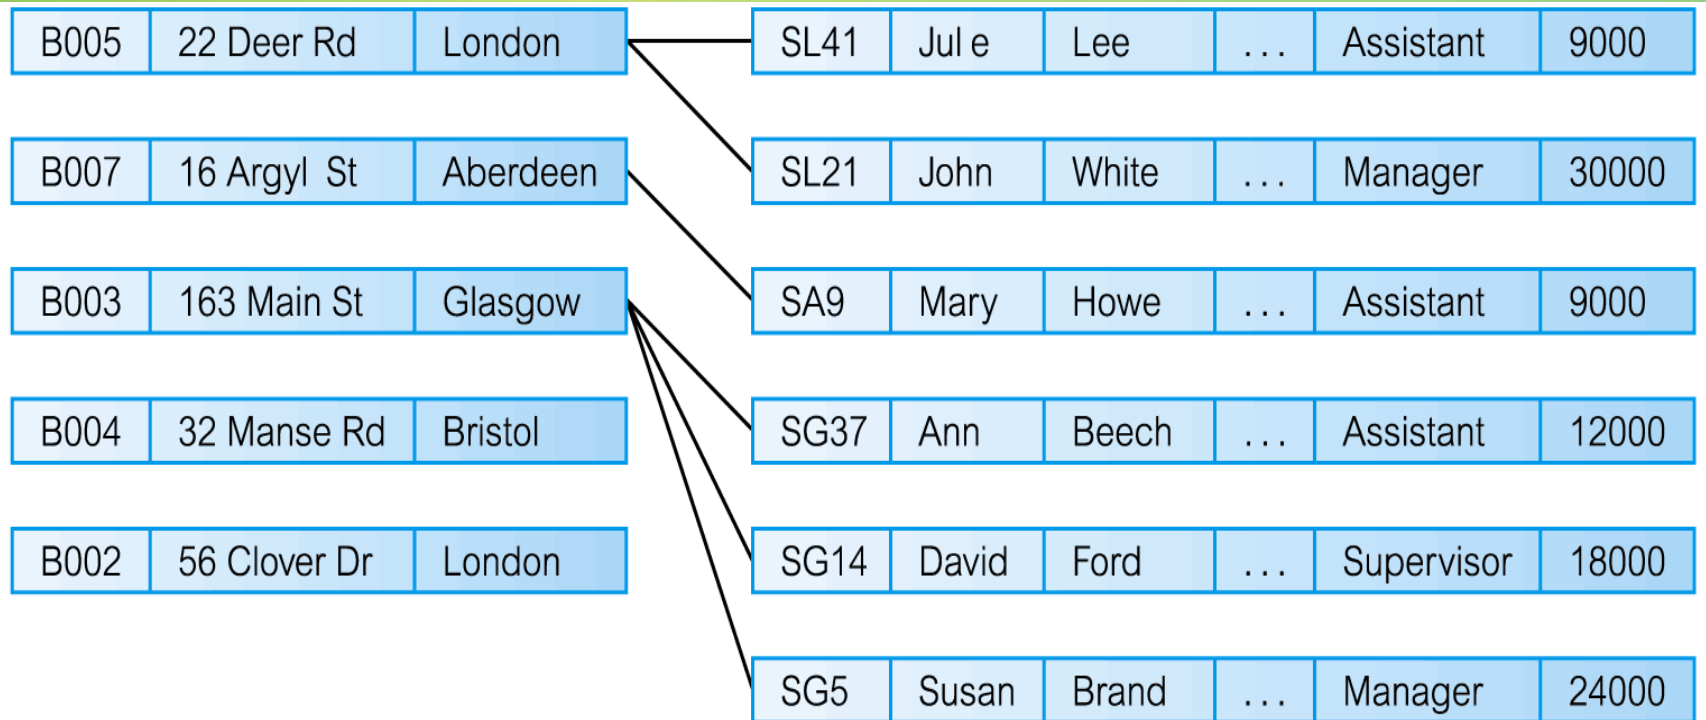 B005 22 Deer Rd London SL41 Jul e Lee ... Assistant 9000
B007 16 Argyl St Aberdeen SL21 John White ... Manager 30000
B003 163 Main St Glasgow SA9 Mary Howe ... Assistant 9000
B004 32 Manse Rd Bristol SG37 Ann Beech ... Assistant 12000
B002 56 Clover Dr London SG14 David Ford ... Supervisor 18000
SG5 Susan Brand ... Manager 24000